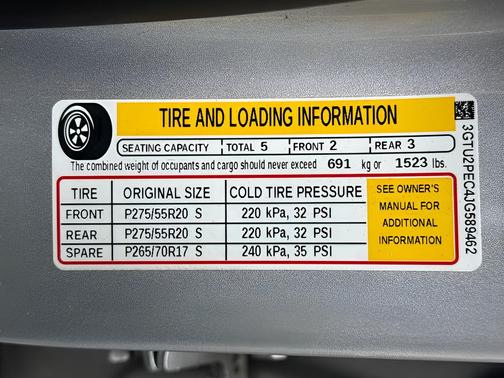 TIRE AND LOADING INFORMATION
SEATING CAPACITY TOTAL 5 FRONT 2 REAR 3
The combined weight of occupants and cargo should never exceed 691 kg or 1523 lbs.
TIRE ORIGINAL SIZE COLD TIRE PRESSURE
FRONT P275/55R20 S 220 kPa, 32 PSI
REAR P275/55R20 S 220 kPa, 32 PSI
SPARE P265/70R17 S 240 kPa, 35 PSI
SEE OWNER'S
MANUAL FOR
ADDITIONAL
INFORMATION
3GTU2PEC4JG589462